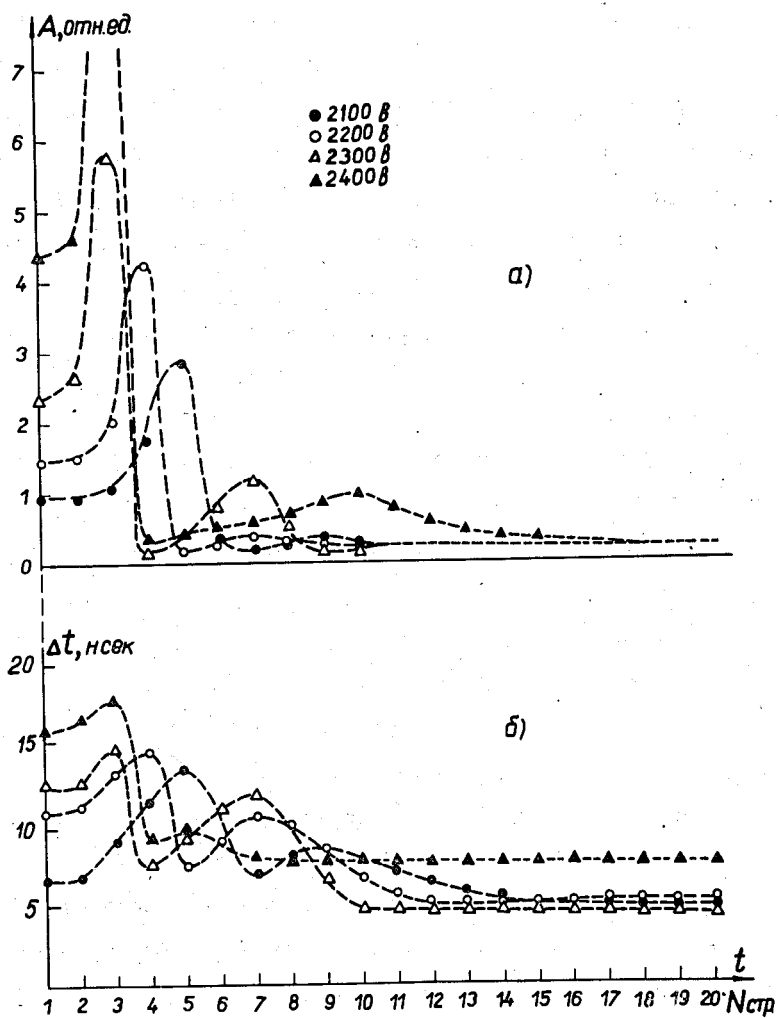 A, отн.ед.
7
● 2100 в
○ 2200 в
6
△ 2300 в
▲ 2400 в
5
а)
4
3
2
1
0
Δt, нсек
20
б)
15
10
5
t
1 2 3 4 5 6 7 8 9 10 11 12 13 14 15 16 17 18 19 20 Nстр